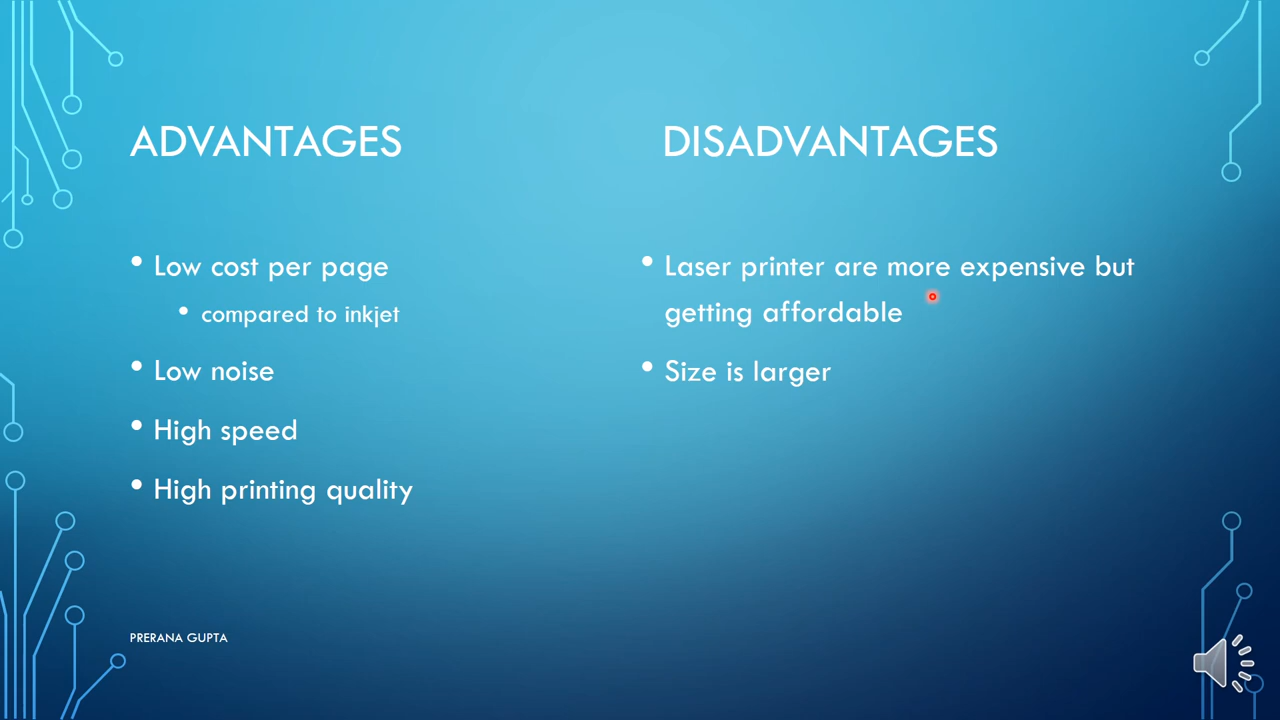 ADVANTAGES
• Low cost per page
• compared to inkjet
• Low noise
• High speed
• High printing quality
DISADVANTAGES
• Laser printer are more expensive but
getting affordable
• Size is larger
PRERANA GUPTA